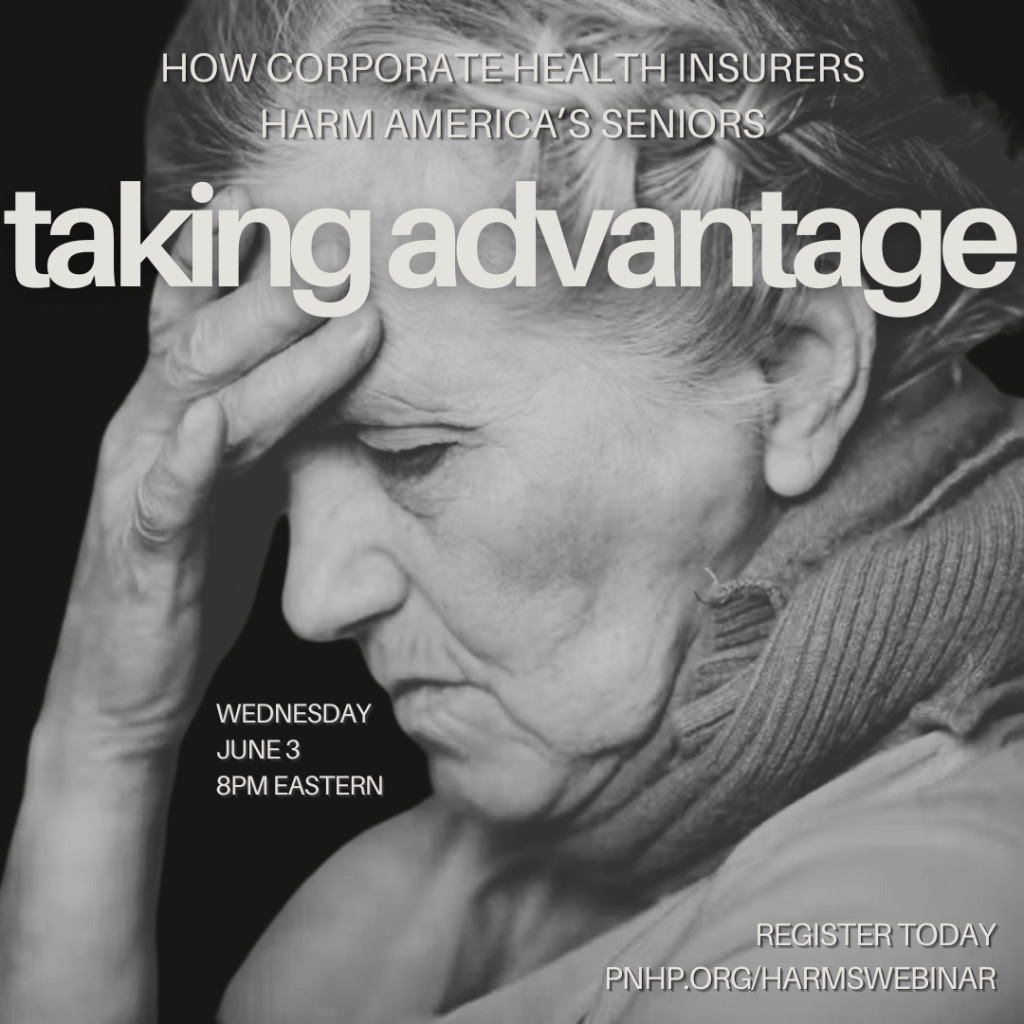 HOW CORPORATE HEALTH INSURERS
HARM AMERICA'S SENIORS
taking advantage
WEDNESDAY
JUNE 3
8PM EASTERN
REGISTER TODAY
PNHP.ORG/HARMSWEBINAR